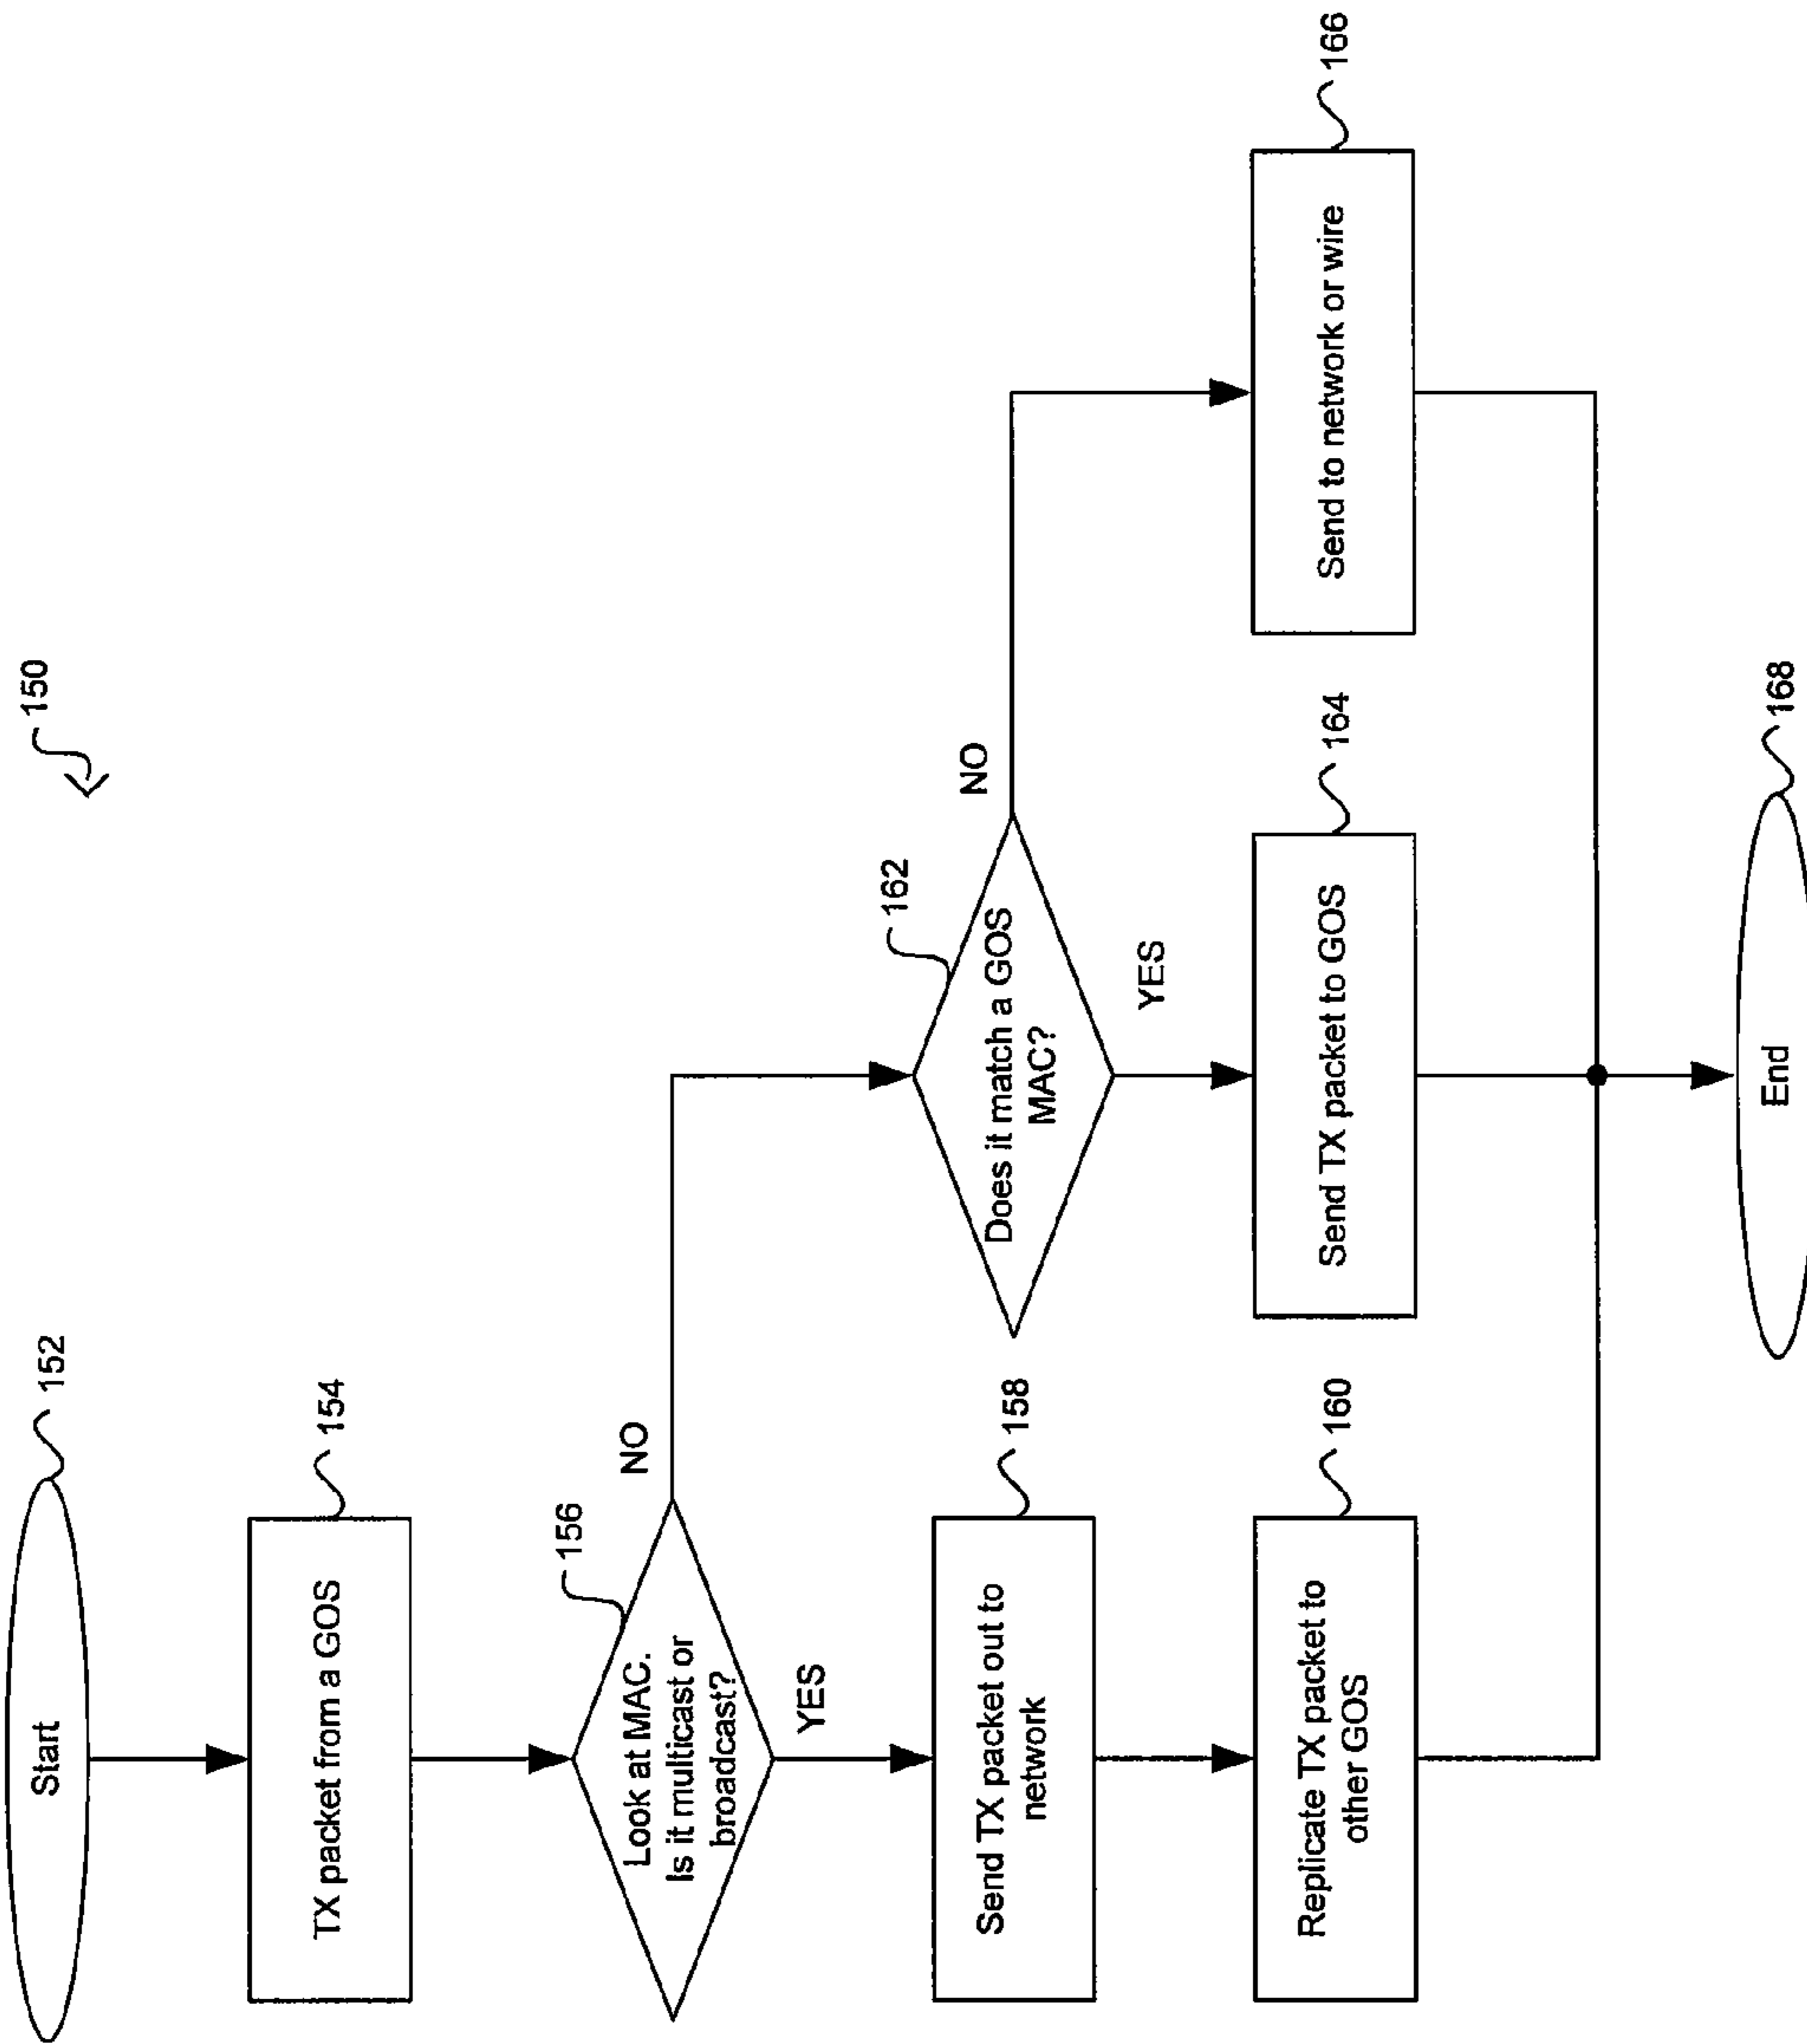 150
Start
152
TX packet from a GOS
154
Look at MAC.
Is it multicast or
broadcast?
156
NO
YES
Send TX packet out to
network
158
Replicate TX packet to
other GOS
160
Does it match a GOS
MAC?
162
NO
YES
Send TX packet to GOS
164
Send to network or wire
166
End
168